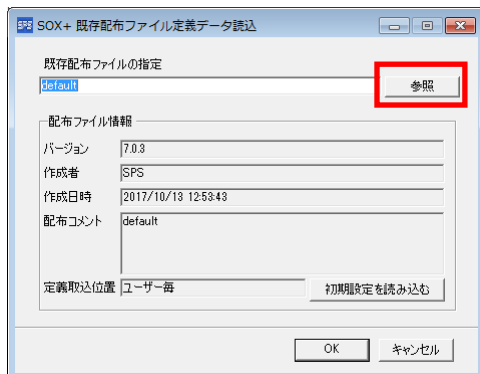 SPS SOX+ 既存配布ファイル定義データ読込
既存配布ファイルの指定
default 参照
配布ファイル情報
バージョン 7.0.3
作成者 SPS
作成日時 2017/10/13 12:53:43
配布コメント default
定義取込位置 ユーザー毎 初期設定を読み込む
OK キャンセル